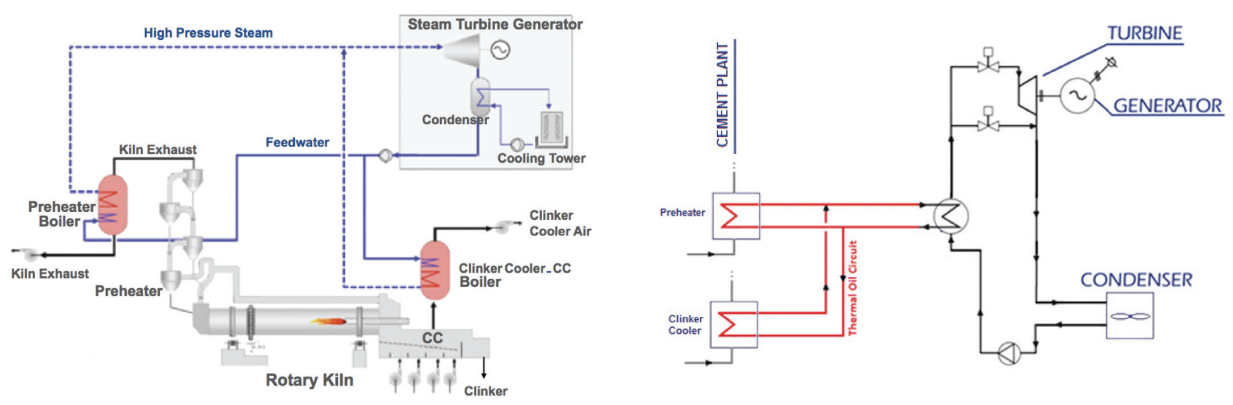 Steam Turbine Generator
High Pressure Steam
Condenser
Cooling Tower
Feedwater
Kiln Exhaust
Preheater
Boiler
Kiln Exhaust
Preheater
Clinker
Cooler Air
Clinker Cooler_CC
Boiler
CC
Rotary Kiln
Clinker
CEMENT PLANT
TURBINE
GENERATOR
Preheater
Thermal Oil Circuit
Clinker
Cooler
CONDENSER